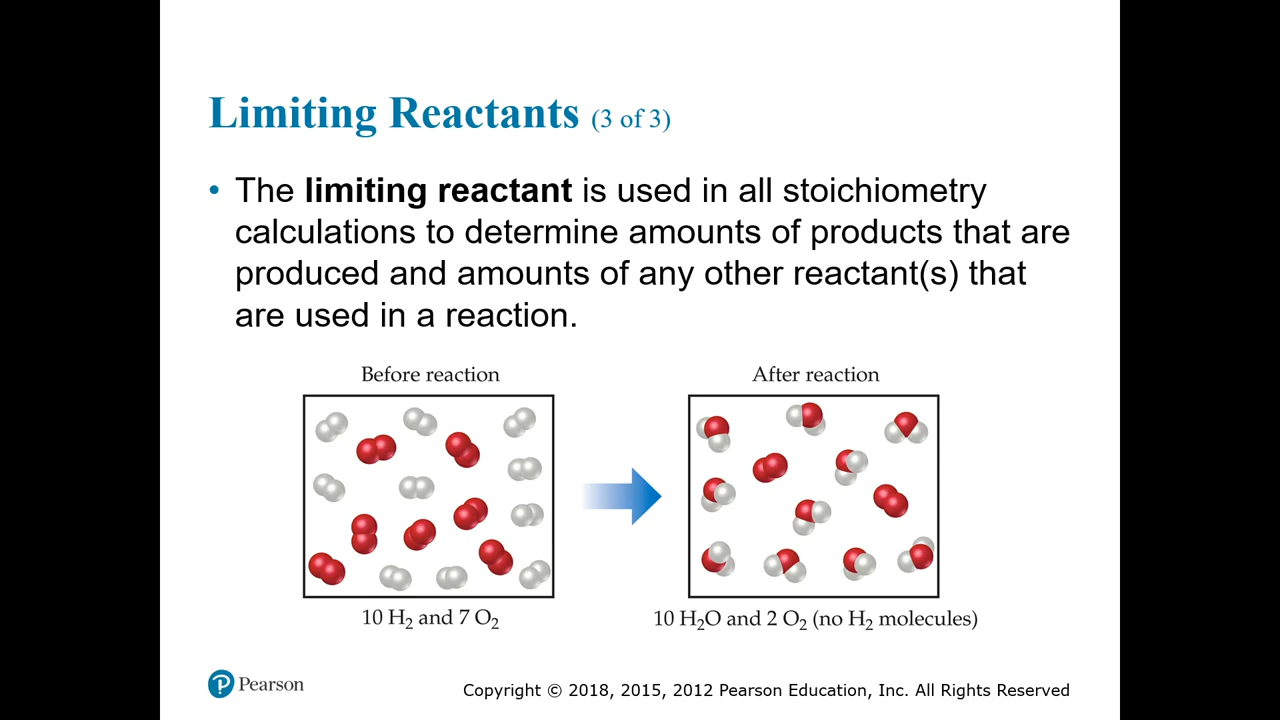 Limiting Reactants (3 of 3)
• The limiting reactant is used in all stoichiometry
calculations to determine amounts of products that are
produced and amounts of any other reactant(s) that
are used in a reaction.
Before reaction
After reaction
10 H₂ and 7 O₂
10 H₂O and 2 O₂ (no H₂ molecules)
P Pearson
Copyright © 2018, 2015, 2012 Pearson Education, Inc. All Rights Reserved